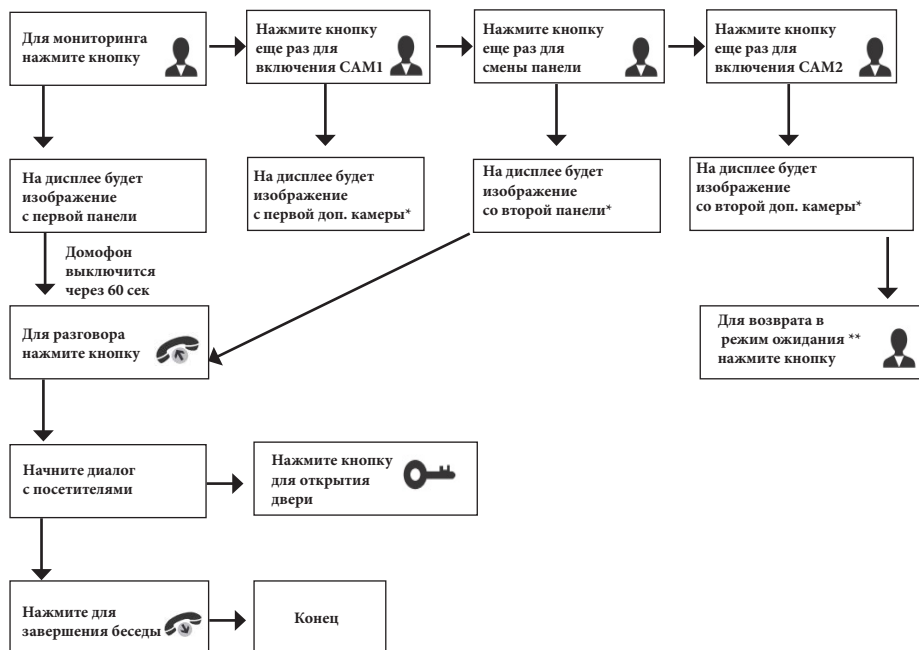 Для мониторинга
нажмите кнопку
Нажмите кнопку
еще раз для
включения CAM1
Нажмите кнопку
еще раз для
смены панели
Нажмите кнопку
еще раз для
включения CAM2
На дисплее будет
изображение
с первой панели
На дисплее будет
изображение
с первой доп. камеры*
На дисплее будет
изображение
со второй панели*
На дисплее будет
изображение
со второй доп. камеры*
Домофон
выключится
через 60 сек
Для разговора
нажмите кнопку
Для возврата в
режим ожидания **
нажмите кнопку
Начните диалог
с посетителями
Нажмите кнопку
для открытия
двери
Нажмите для
завершения беседы
Конец